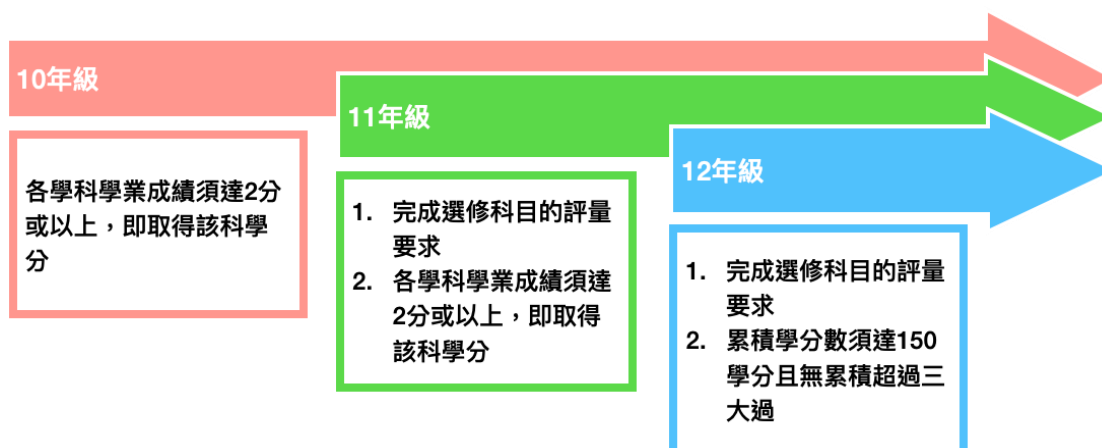 10年級
各學科學業成績須達2分
或以上，即取得該科學
分
11年級
1. 完成選修科目的評量
要求
2. 各學科學業成績須達
2分或以上，即取得
該科學分
12年級
1. 完成選修科目的評量
要求
2. 累積學分數須達150
學分且無累積超過三
大過